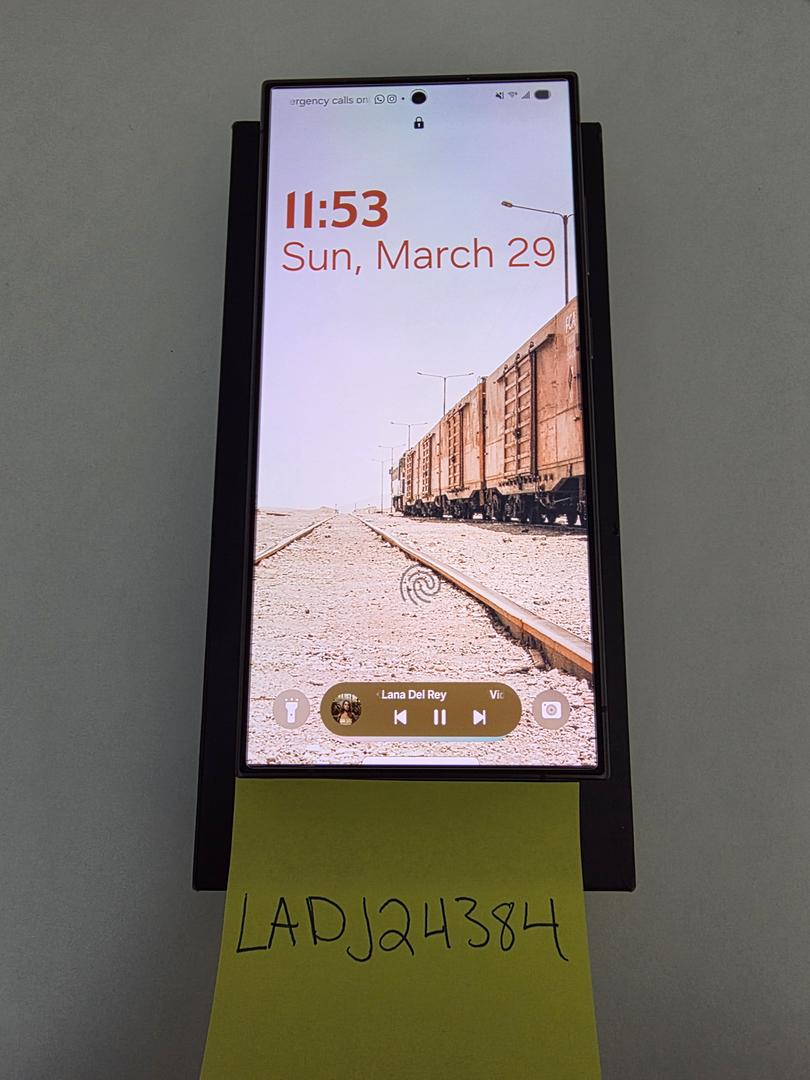 ergency calls on
11:53
Sun, March 29
Lana Del Rey
LADJ24384